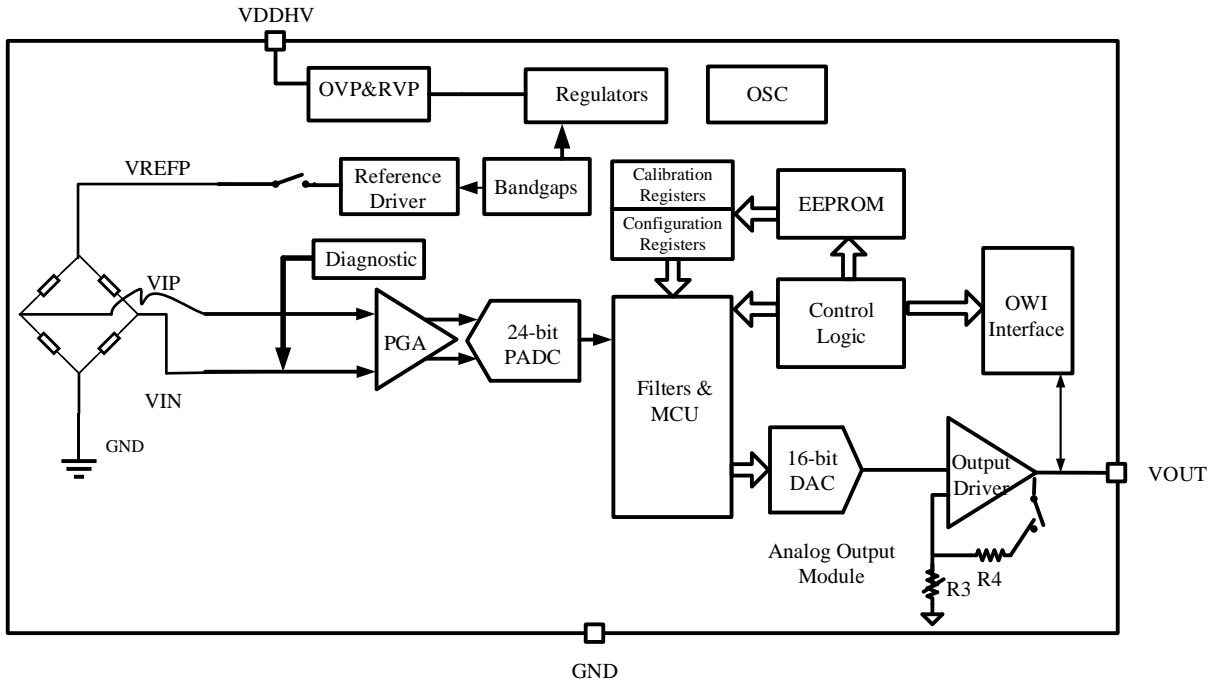 VDDHV
OVP&RVP
Regulators
OSC
VREFP
Reference
Driver
Bandgaps
Calibration
Registers
Configuration
Registers
EEPROM
Diagnostic
VIP
PGA
24-bit
PADC
Filters &
MCU
Control
Logic
OWI
Interface
VIN
GND
16-bit
DAC
Output
Driver
VOUT
Analog Output
Module
R4
R3
GND